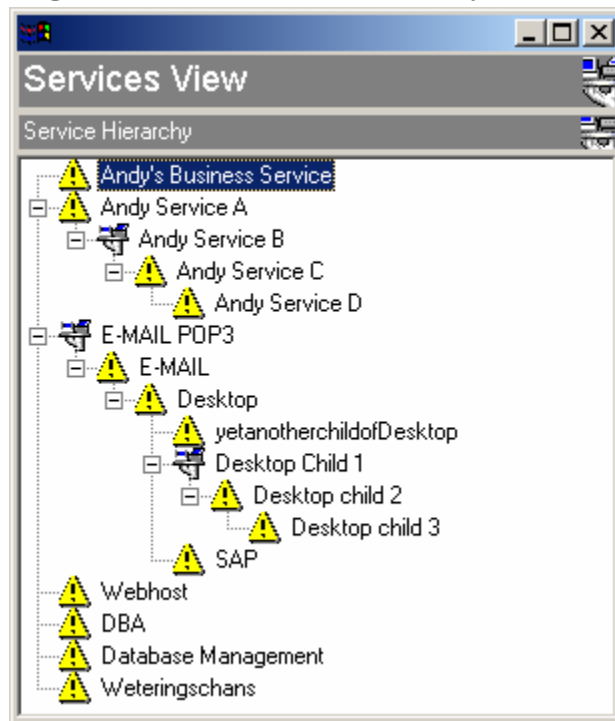 Services View
Service Hierarchy
Andy's Business Service
Andy Service A
Andy Service B
Andy Service C
Andy Service D
E-MAIL POP3
E-MAIL
Desktop
yetanotherchildofDesktop
Desktop Child 1
Desktop child 2
Desktop child 3
SAP
Webhost
DBA
Database Management
Weteringschans